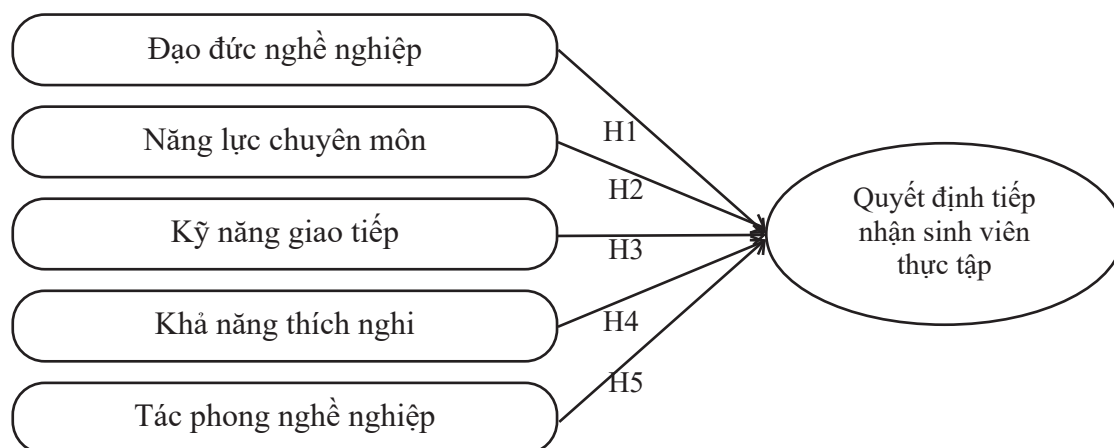 Đạo đức nghề nghiệp
Năng lực chuyên môn
Kỹ năng giao tiếp
Khả năng thích nghi
Tác phong nghề nghiệp
H1
H2
H3
H4
H5
Quyết định tiếp
nhận sinh viên
thực tập